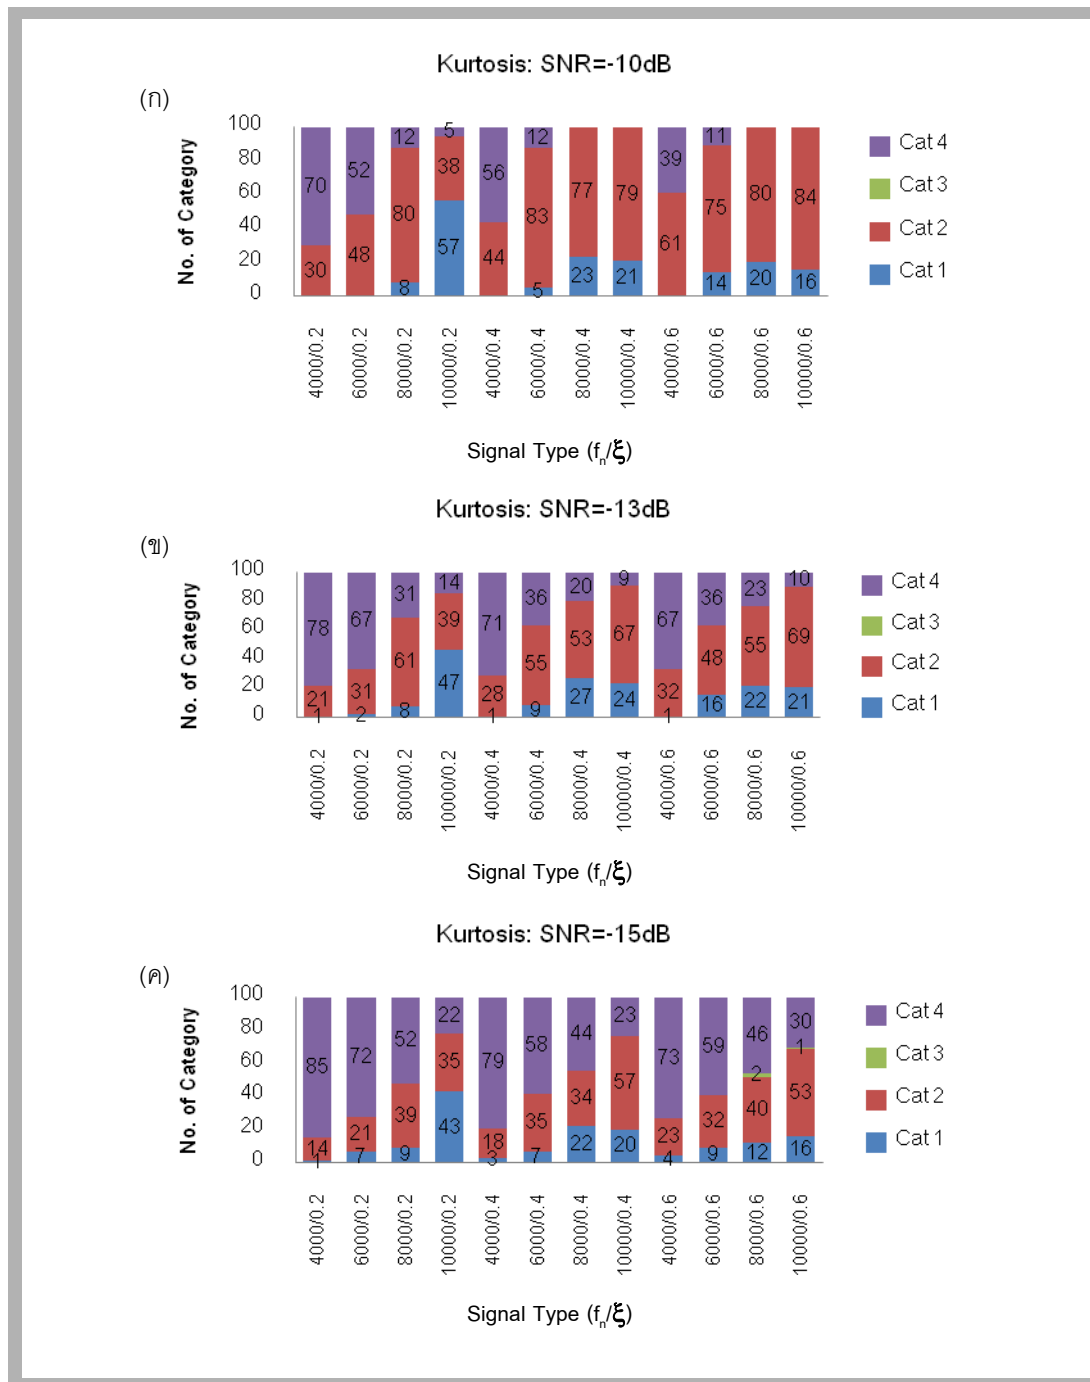 Kurtosis: SNR=-10dB
(ก)
No. of Category
100
80
60
40
20
0
70 52 12 5 56 12 39 11
30 48 80 38 44 83 77 79 61 75 80 84
8 57 5 23 21 14 20 16
Cat 4
Cat 3
Cat 2
Cat 1
4000/0.2 6000/0.2 8000/0.2 10000/0.2 4000/0.4 6000/0.4 8000/0.4 10000/0.4 4000/0.6 6000/0.6 8000/0.6 10000/0.6
Signal Type (fn/ξ)
Kurtosis: SNR=-13dB
(ข)
No. of Category
100
80
60
40
20
0
78 67 31 14 71 36 20 9 67 36 23 10
21 31 61 39 28 55 53 67 32 48 55 69
1 2 8 47 1 9 27 24 1 16 22 21
Cat 4
Cat 3
Cat 2
Cat 1
4000/0.2 6000/0.2 8000/0.2 10000/0.2 4000/0.4 6000/0.4 8000/0.4 10000/0.4 4000/0.6 6000/0.6 8000/0.6 10000/0.6
Signal Type (fn/ξ)
Kurtosis: SNR=-15dB
(ค)
No. of Category
100
80
60
40
20
0
85 72 52 22 79 58 44 23 73 59 46 30
2 1
14 21 39 35 18 35 34 57 23 32 40 53
1 7 9 43 3 7 22 20 4 9 12 16
Cat 4
Cat 3
Cat 2
Cat 1
4000/0.2 6000/0.2 8000/0.2 10000/0.2 4000/0.4 6000/0.4 8000/0.4 10000/0.4 4000/0.6 6000/0.6 8000/0.6 10000/0.6
Signal Type (fn/ξ)